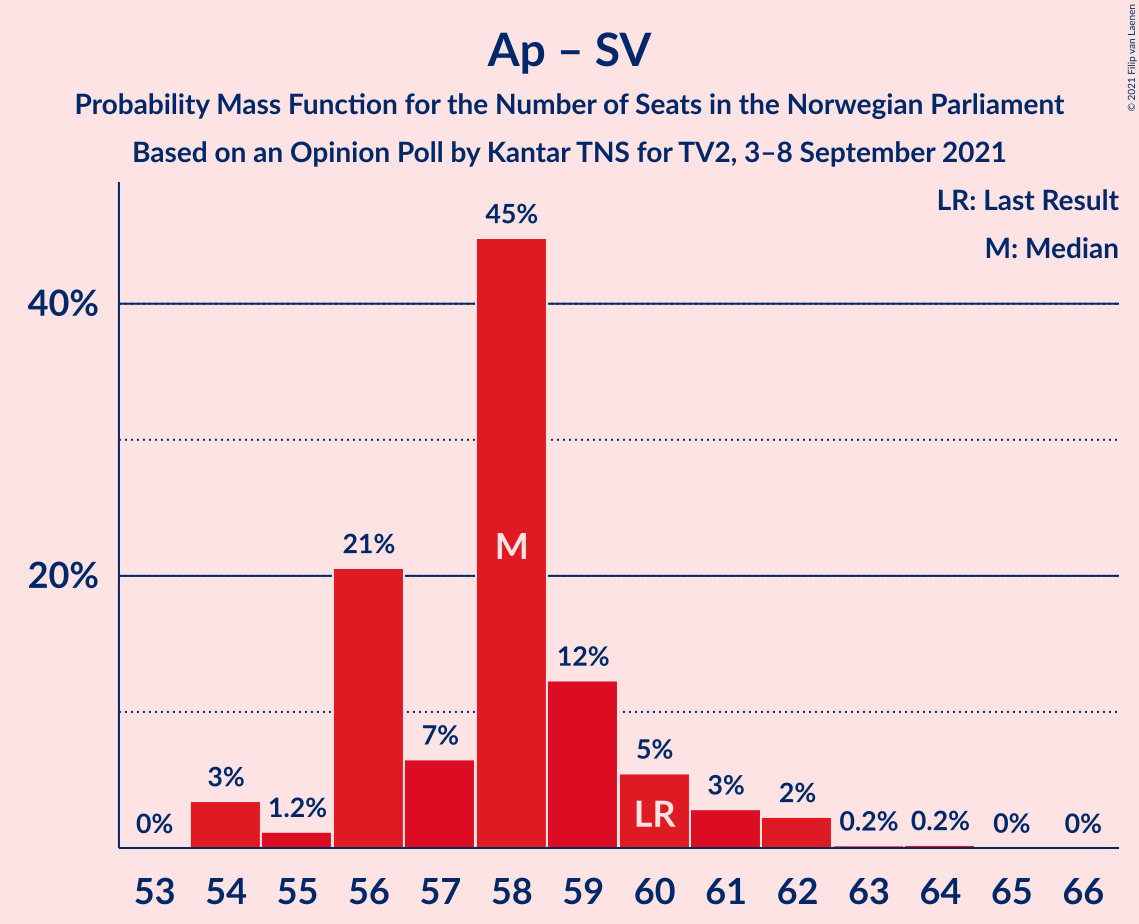 Ap – SV
Probability Mass Function for the Number of Seats in the Norwegian Parliament
Based on an Opinion Poll by Kantar TNS for TV2, 3–8 September 2021
© 2021 Filip van Laenen
LR: Last Result
M: Median
40%
20%
0%
3%
1.2%
21%
7%
45%
M
12%
5%
LR
3%
2%
0.2%
0.2%
0%
0%
53 54 55 56 57 58 59 60 61 62 63 64 65 66